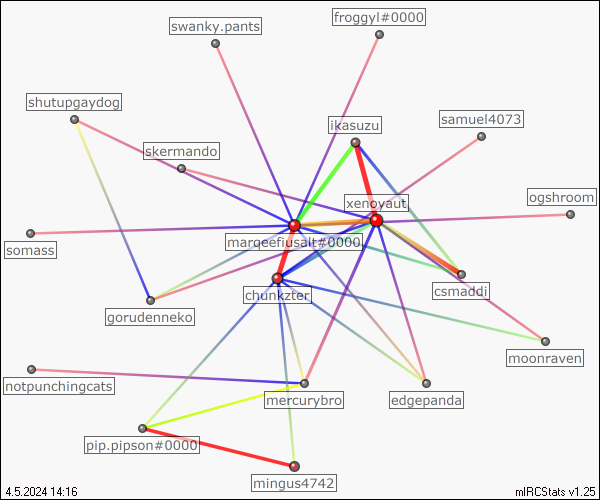 swanky.pants
froggyl#0000
shutupgaydog
ikasuzu
samuel4073
skermando
ogshroom
xenoyaut
somass
margeefiusalt#0000
csmaddi
chunkzter
gorudenneko
moonraven
notpunchingcats
mercurybro
edgepanda
pip.pipson#0000
mingus4742
4.5.2024 14:16
mIRCStats v1.25